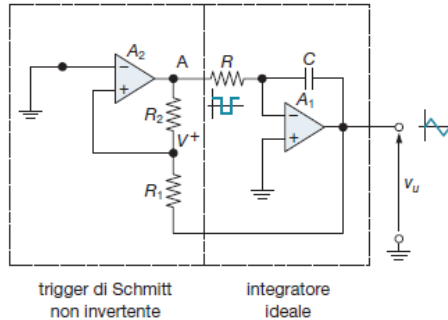 A₂
A
R
C
−
+
R₂
A₁
−
+
V⁺
R₁
vᵤ
trigger di Schmitt
non invertente
integratore
ideale